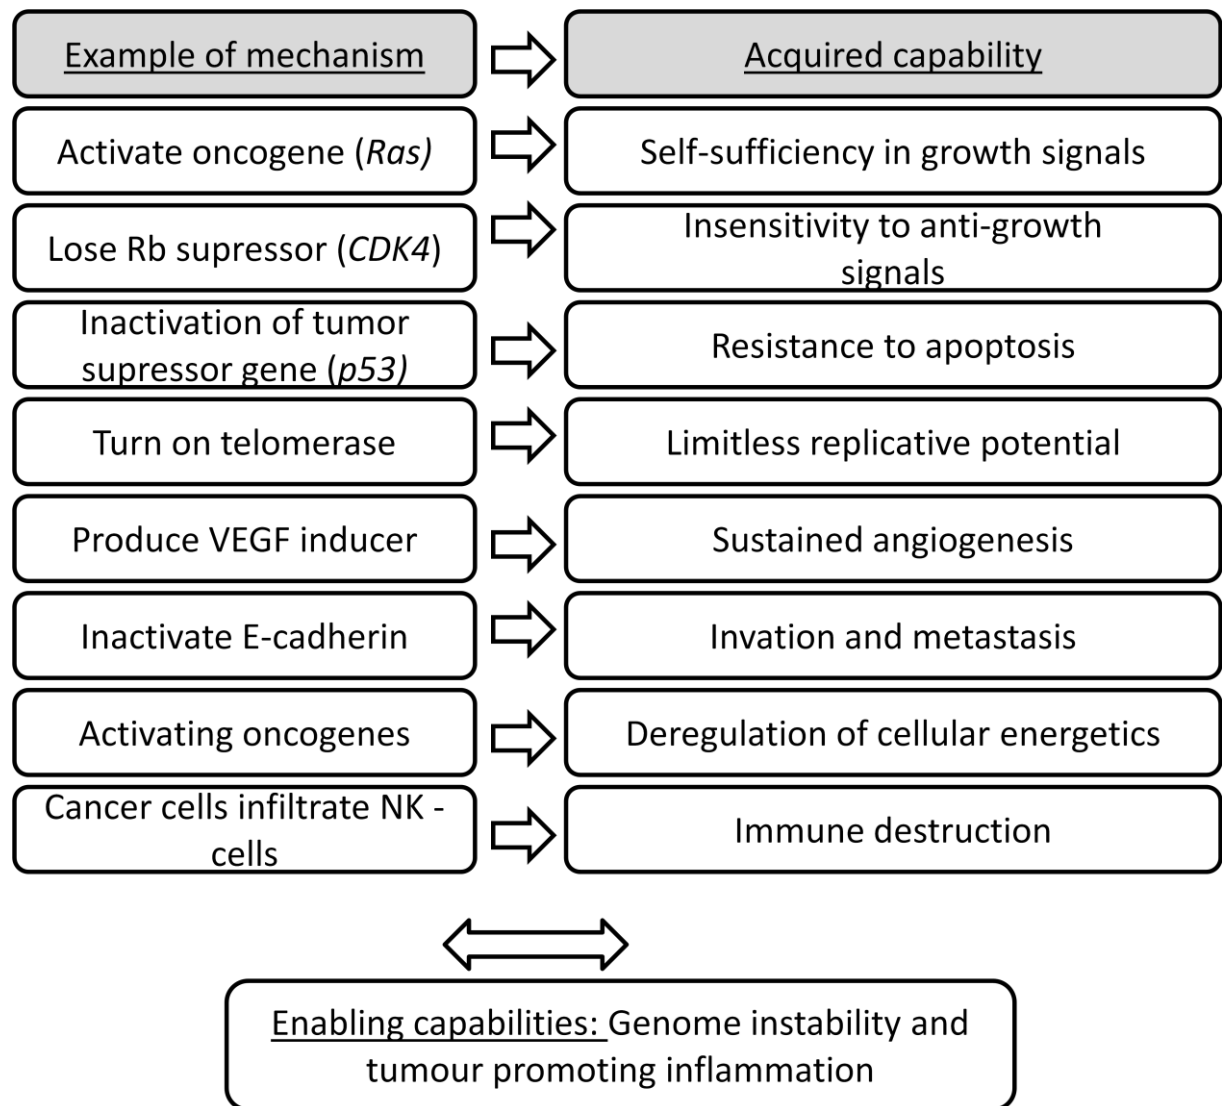 Example of mechanism
Acquired capability
Activate oncogene (Ras)
Self-sufficiency in growth signals
Lose Rb supressor (CDK4)
Insensitivity to anti-growth
signals
Inactivation of tumor
supressor gene (p53)
Resistance to apoptosis
Turn on telomerase
Limitless replicative potential
Produce VEGF inducer
Sustained angiogenesis
Inactivate E-cadherin
Invation and metastasis
Activating oncogenes
Deregulation of cellular energetics
Cancer cells infiltrate NK -
cells
Immune destruction
Enabling capabilities: Genome instability and
tumour promoting inflammation